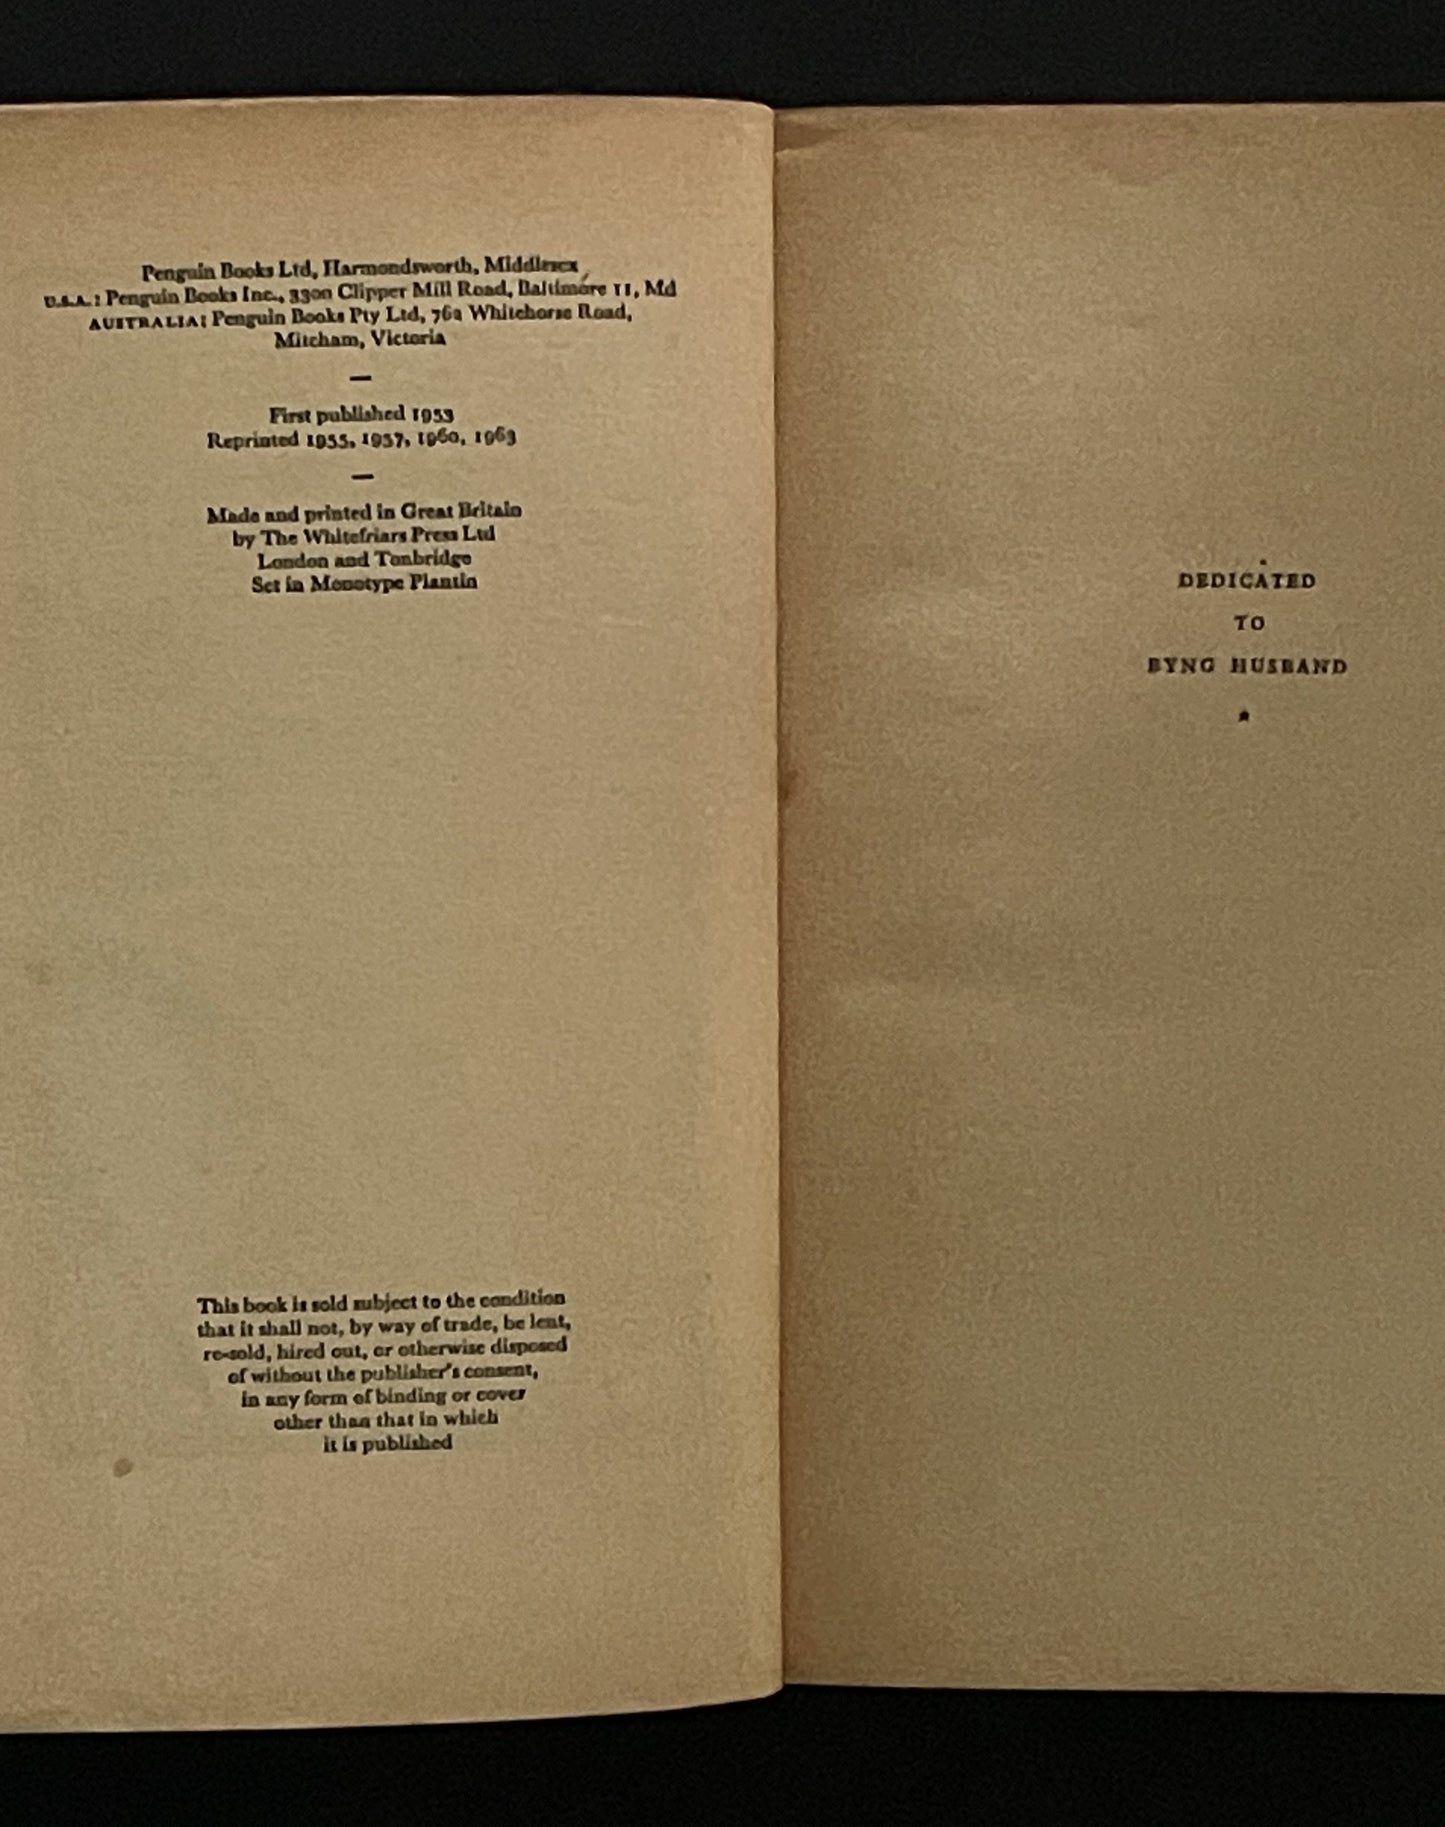 Penguin Books Ltd, Harmondsworth, Middlesex
U.S.A.: Penguin Books Inc., 3300 Clipper Mill Road, Baltimore 11, Md
AUSTRALIA: Penguin Books Pty Ltd, 762 Whitehorse Road,
Mitcham, Victoria
—
First published 1953
Reprinted 1955, 1957, 1960, 1963
—
Made and printed in Great Britain
by The Whitefriars Press Ltd
London and Tonbridge
Set in Monotype Plantin
This book is sold subject to the condition
that it shall not, by way of trade, be lent,
re-sold, hired out, or otherwise disposed
of without the publisher's consent,
in any form of binding or cover
other than that in which
it is published
DEDICATED
TO
BYNG HUSBAND
*